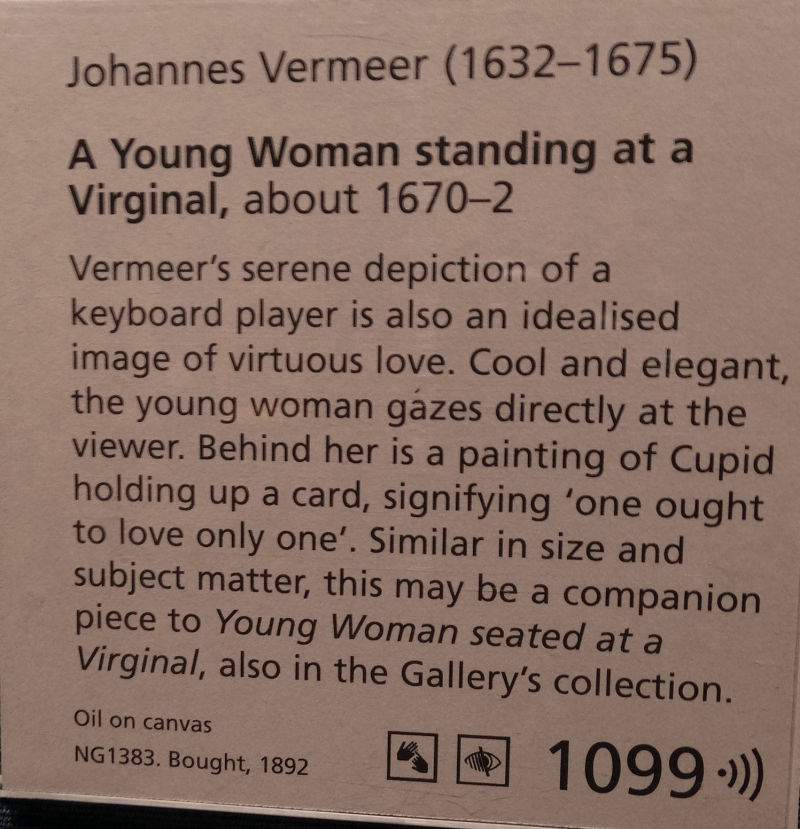 Johannes Vermeer (1632–1675)
A Young Woman standing at a
Virginal, about 1670–2
Vermeer’s serene depiction of a
keyboard player is also an idealised
image of virtuous love. Cool and elegant,
the young woman gazes directly at the
viewer. Behind her is a painting of Cupid
holding up a card, signifying ‘one ought
to love only one’. Similar in size and
subject matter, this may be a companion
piece to Young Woman seated at a
Virginal, also in the Gallery’s collection.
Oil on canvas
NG1383. Bought, 1892
1099